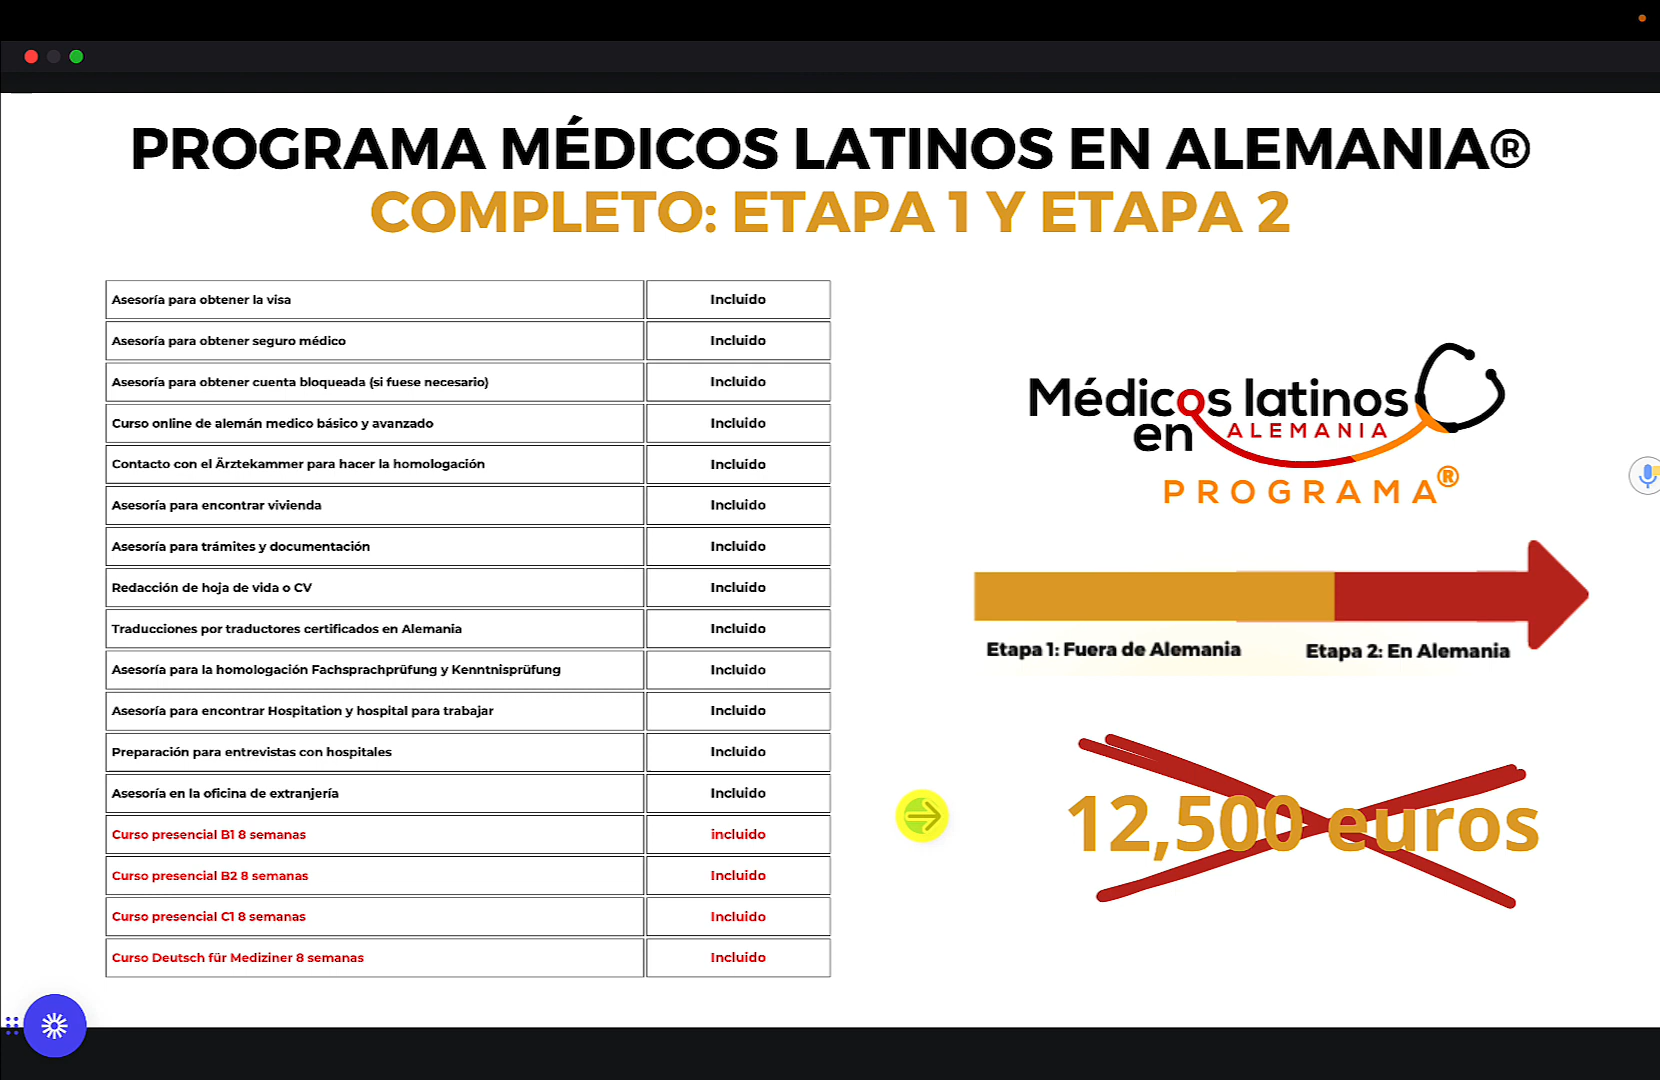 PROGRAMA MÉDICOS LATINOS EN ALEMANIA®
COMPLETO: ETAPA 1 Y ETAPA 2
Asesoría para obtener la visa Incluido
Asesoría para obtener seguro médico Incluido
Asesoría para obtener cuenta bloqueada (si fuese necesario) Incluido
Curso online de alemán medico básico y avanzado Incluido
Contacto con el Ärztekammer para hacer la homologación Incluido
Asesoría para encontrar vivienda Incluido
Asesoría para trámites y documentación Incluido
Redacción de hoja de vida o CV Incluido
Traducciones por traductores certificados en Alemania Incluido
Asesoría para la homologación Fachsprachprüfung y Kenntnisprüfung Incluido
Asesoría para encontrar Hospitation y hospital para trabajar Incluido
Preparación para entrevistas con hospitales Incluido
Asesoría en la oficina de extranjería Incluido
Curso presencial B1 8 semanas incluido
Curso presencial B2 8 semanas Incluido
Curso presencial C1 8 semanas Incluido
Curso Deutsch für Mediziner 8 semanas Incluido
Médicos latinos
en ALEMANIA
PROGRAMA®
Etapa 1: Fuera de Alemania
Etapa 2: En Alemania
12,500 euros